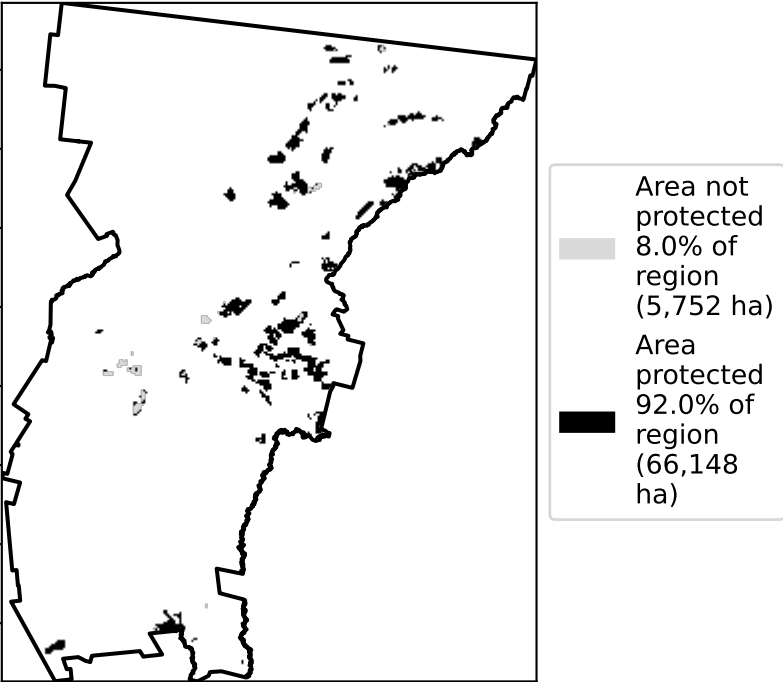 Area not
protected
8.0% of
region
(5,752 ha)
Area
protected
92.0% of
region
(66,148
ha)